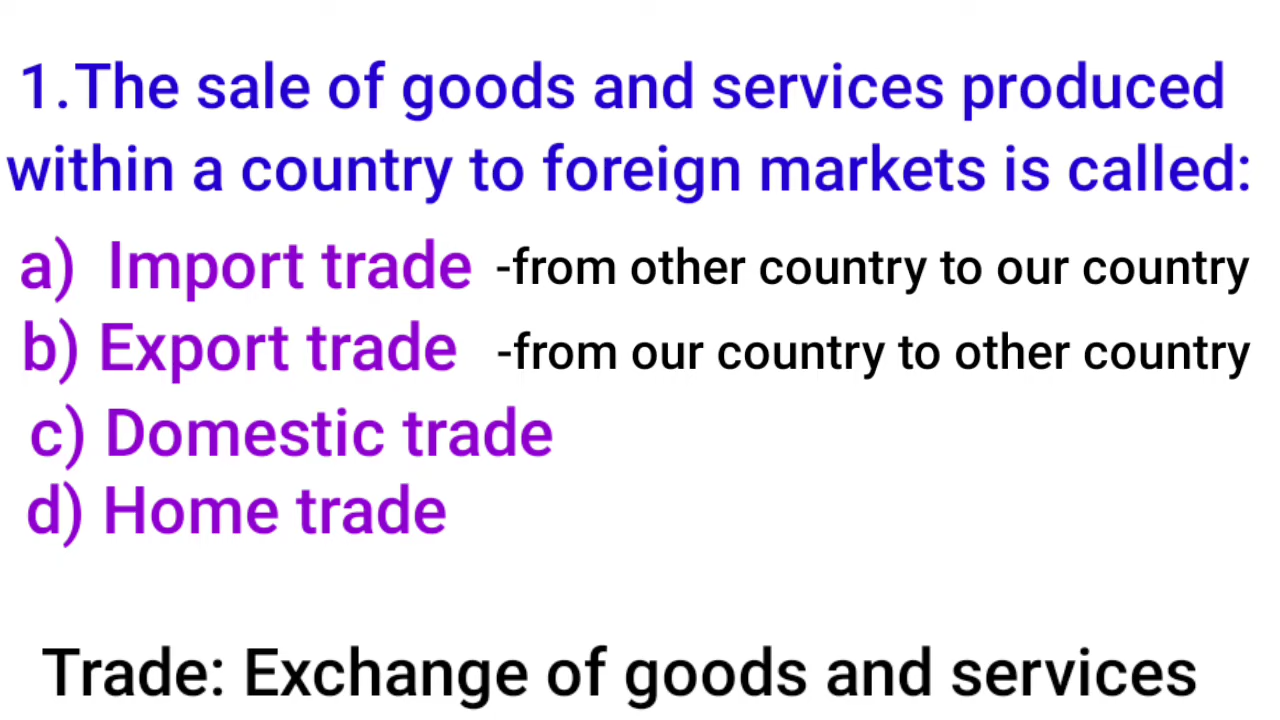 1.The sale of goods and services produced
within a country to foreign markets is called:
a) Import trade -from other country to our country
b) Export trade -from our country to other country
c) Domestic trade
d) Home trade
Trade: Exchange of goods and services